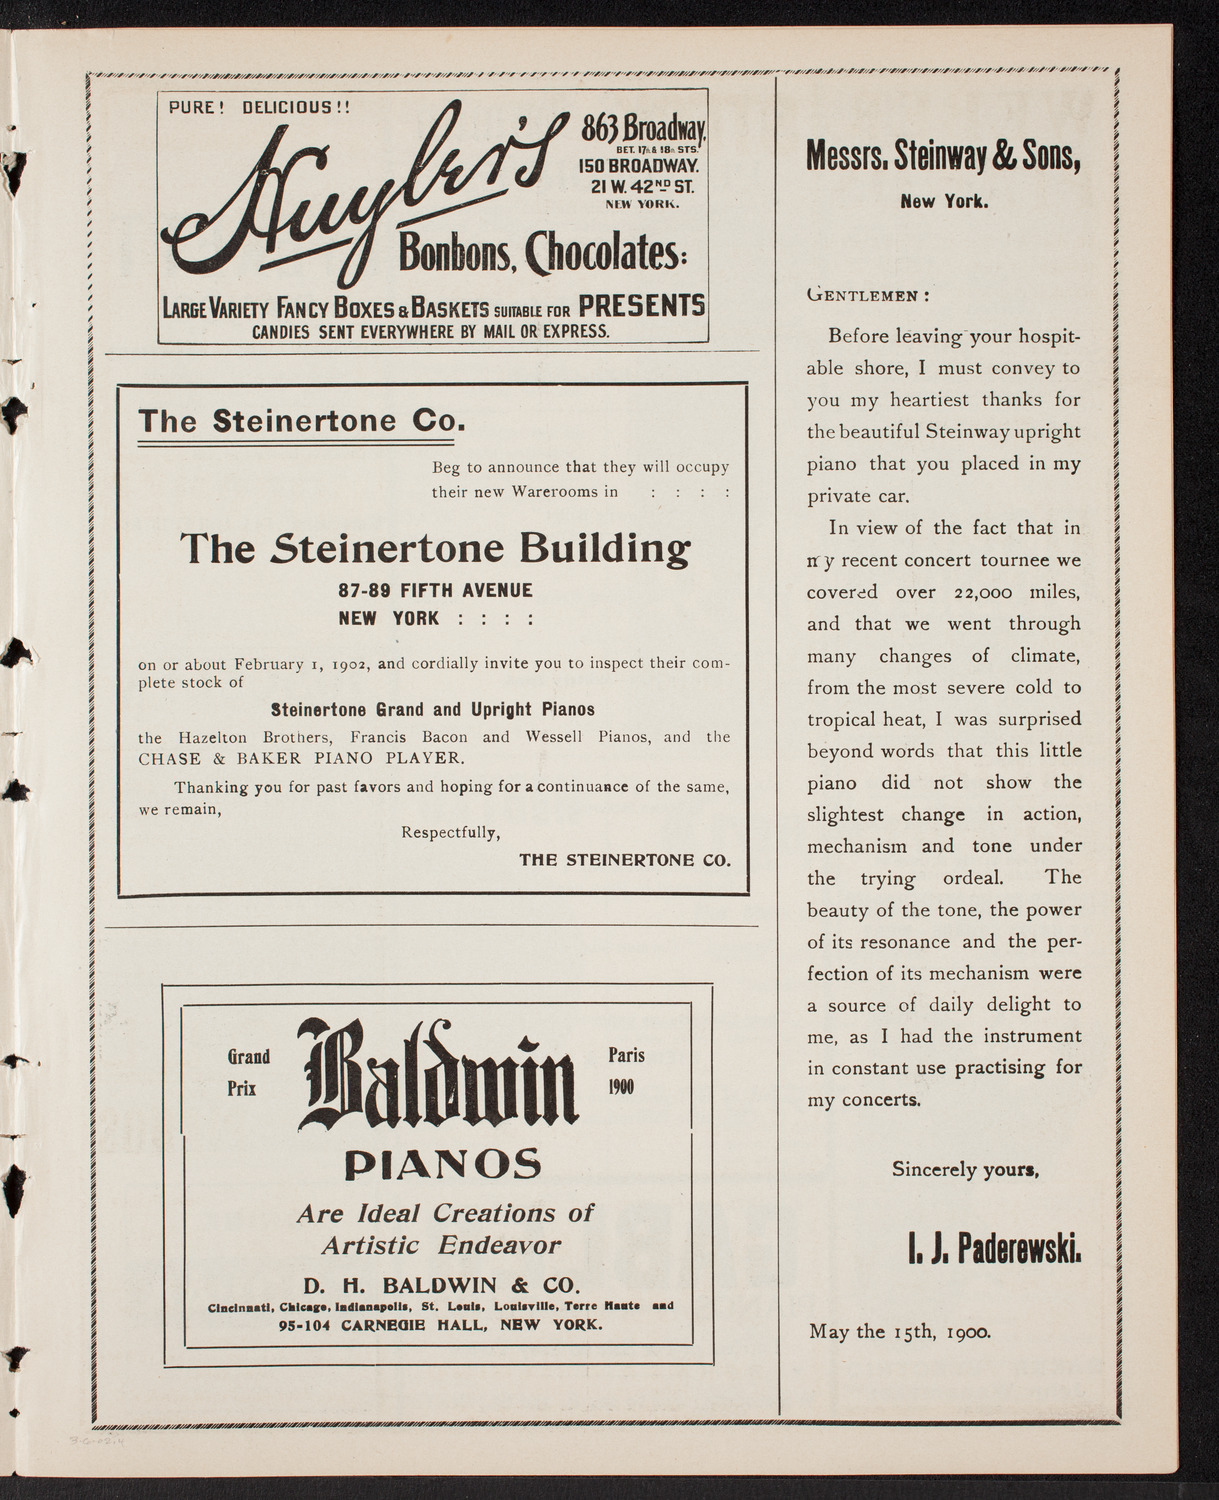 PURE! DELICIOUS!!
Huyler's
863 Broadway.
BET. 17th & 18th STS.
150 BROADWAY.
21 W. 42ND ST.
NEW YORK.
Bonbons, Chocolates:
LARGE VARIETY FANCY BOXES & BASKETS SUITABLE FOR PRESENTS
CANDIES SENT EVERYWHERE BY MAIL OR EXPRESS.
The Steinertone Co.
Beg to announce that they will occupy
their new Warerooms in : : : :
The Steinertone Building
87-89 FIFTH AVENUE
NEW YORK : : : :
on or about February 1, 1902, and cordially invite you to inspect their com-
plete stock of
Steinertone Grand and Upright Pianos
the Hazelton Brothers, Francis Bacon and Wessell Pianos, and the
CHASE & BAKER PIANO PLAYER.
Thanking you for past favors and hoping for a continuance of the same,
we remain,
Respectfully,
THE STEINERTONE CO.
Grand Prix
Baldwin
Paris 1900
PIANOS
Are Ideal Creations of
Artistic Endeavor
D. H. BALDWIN & CO.
Cincinnati, Chicago, Indianapolis, St. Louis, Louisville, Terre Haute and
95-104 CARNEGIE HALL, NEW YORK.
Messrs. Steinway & Sons,
New York.
GENTLEMEN:
Before leaving your hospit-
able shore, I must convey to
you my heartiest thanks for
the beautiful Steinway upright
piano that you placed in my
private car.
In view of the fact that in
my recent concert tournee we
covered over 22,000 miles,
and that we went through
many changes of climate,
from the most severe cold to
tropical heat, I was surprised
beyond words that this little
piano did not show the
slightest change in action,
mechanism and tone under
the trying ordeal. The
beauty of the tone, the power
of its resonance and the per-
fection of its mechanism were
a source of daily delight to
me, as I had the instrument
in constant use practising for
my concerts.
Sincerely yours,
I. J. Paderewski.
May the 15th, 1900.